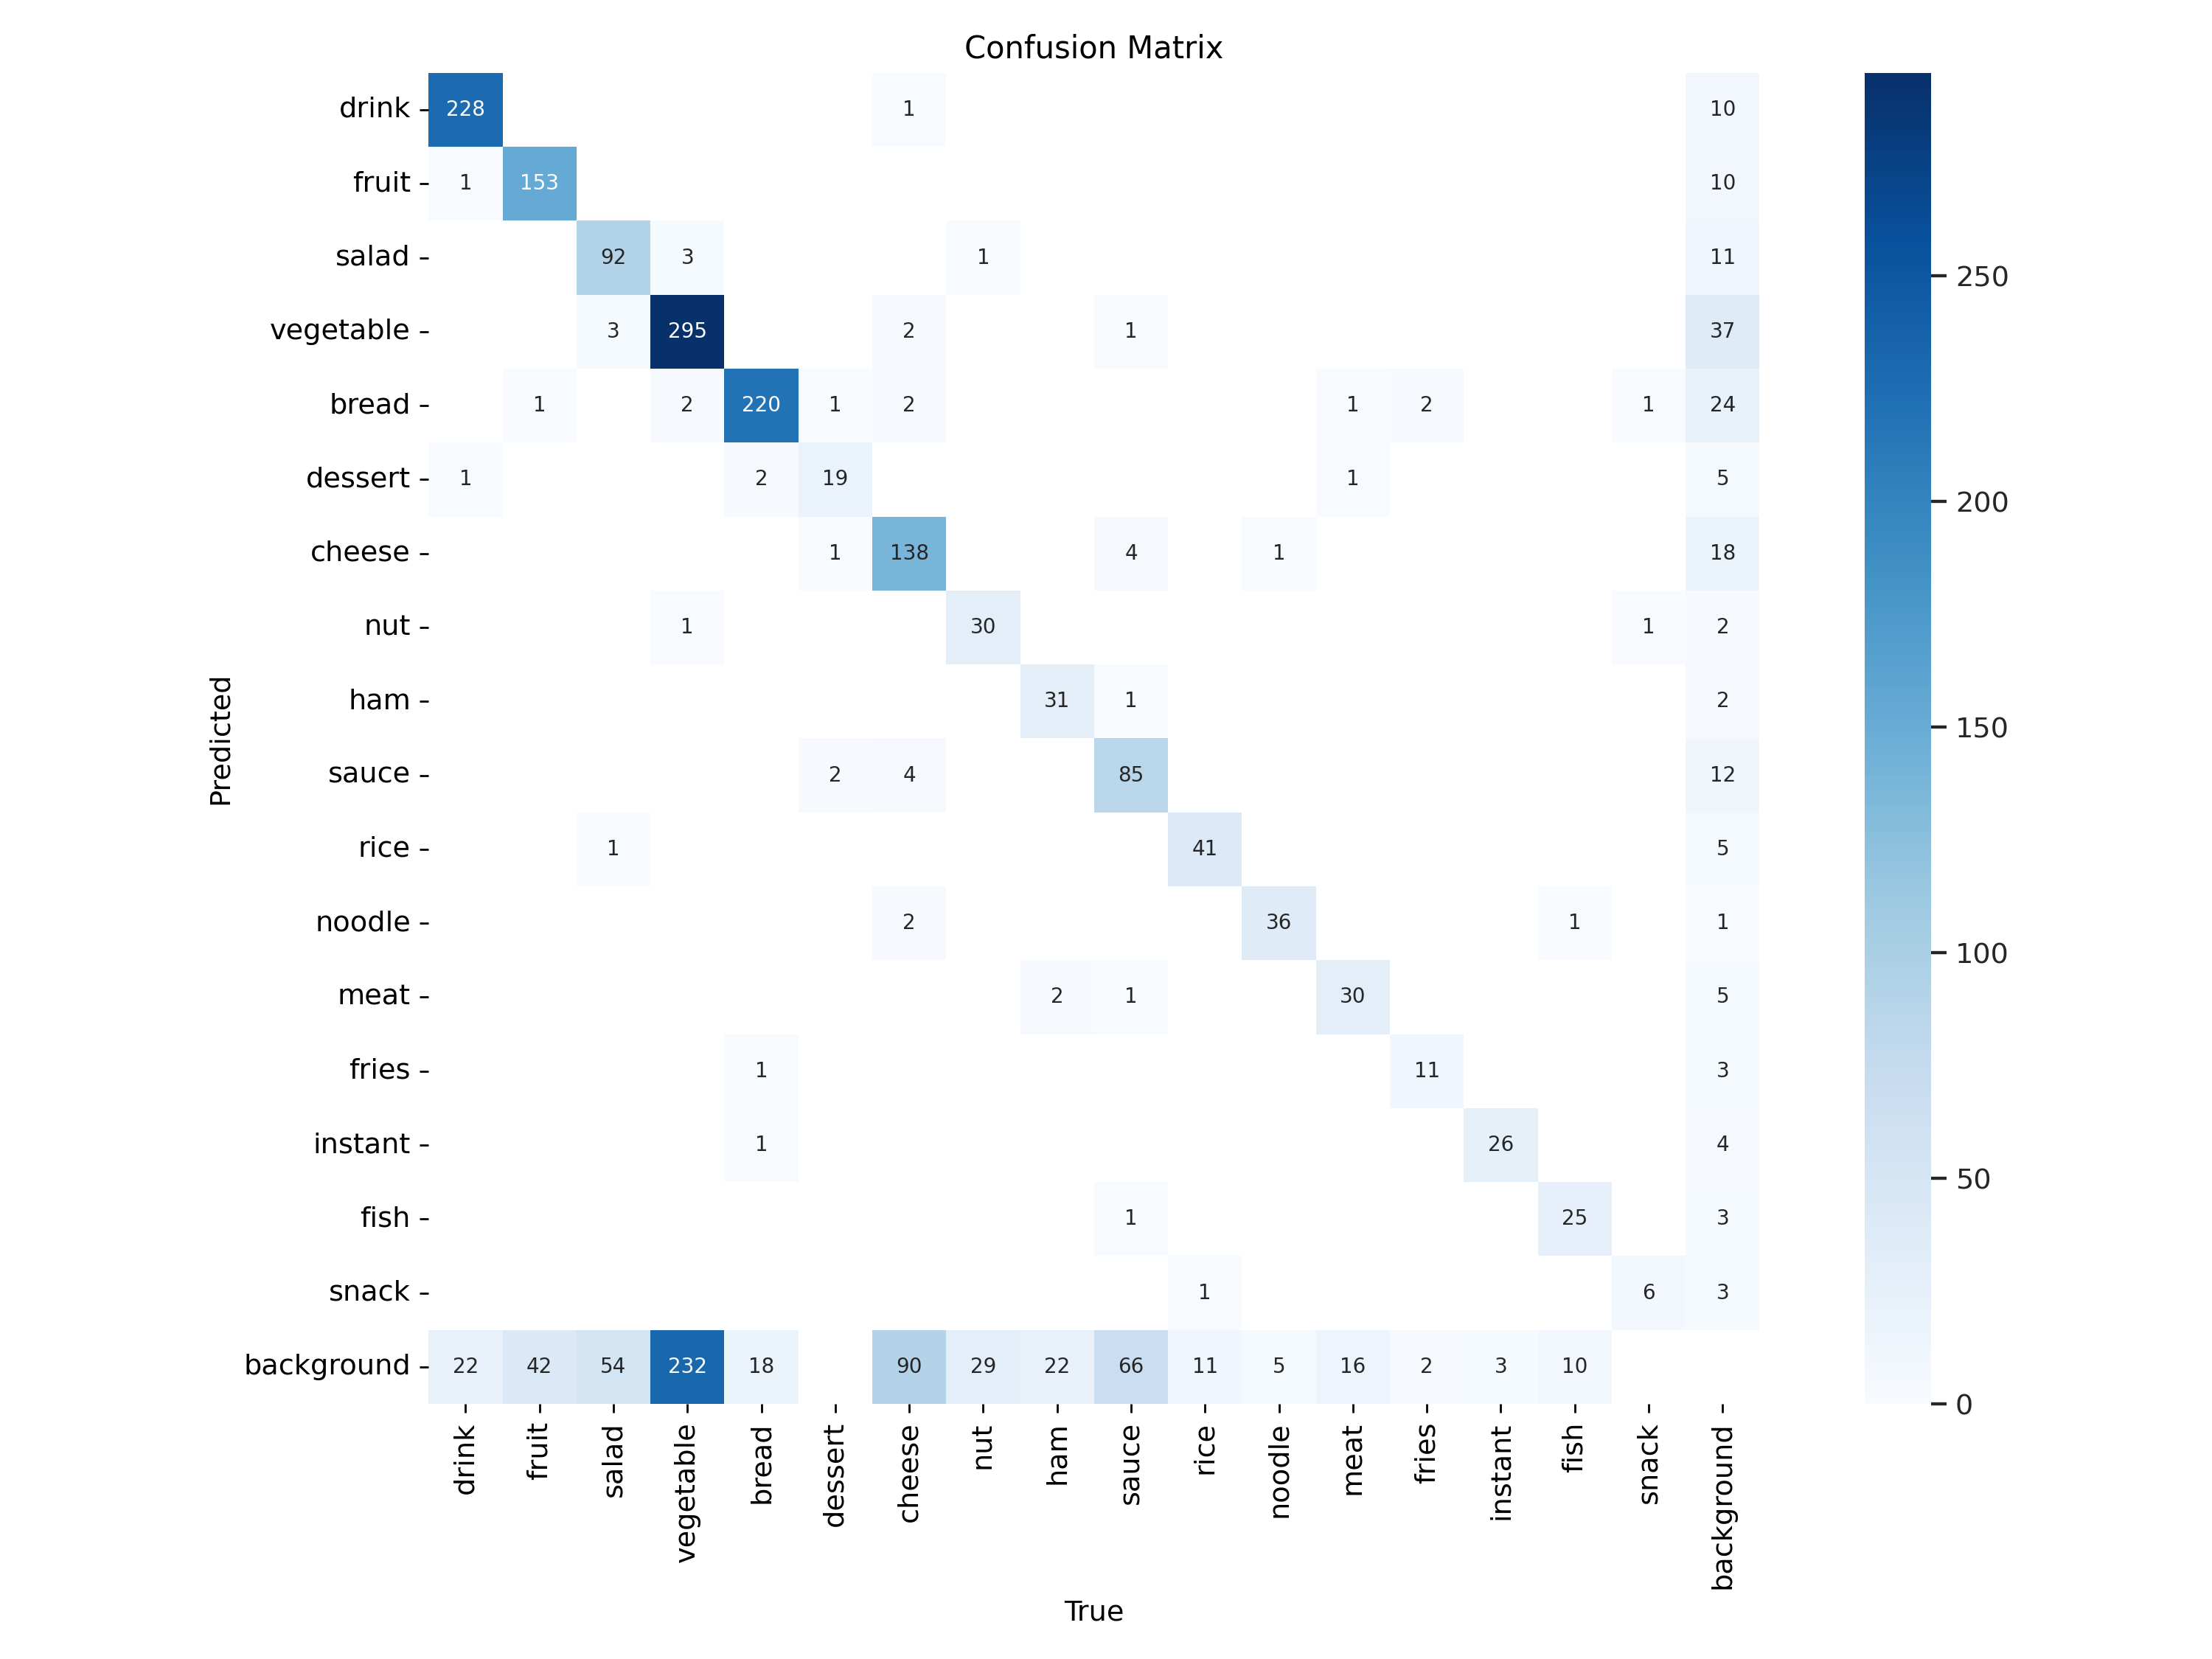 Confusion Matrix
drink 228 1 10
fruit 1 153 10
salad 92 3 1 11
vegetable 3 295 2 1 37
bread 1 2 220 1 2 1 2 1 24
dessert 1 2 19 1 5
cheese 1 138 4 1 18
nut 1 30 1 2
ham 31 1 2
sauce 2 4 85 12
rice 1 41 5
noodle 2 36 1 1
meat 2 1 30 5
fries 1 11 3
instant 1 26 4
fish 1 25 3
snack 1 6 3
background 22 42 54 232 18 90 29 22 66 11 5 16 2 3 10
drink fruit salad vegetable bread dessert cheese nut ham sauce rice noodle meat fries instant fish snack background
True
Predicted
250
200
150
100
50
0